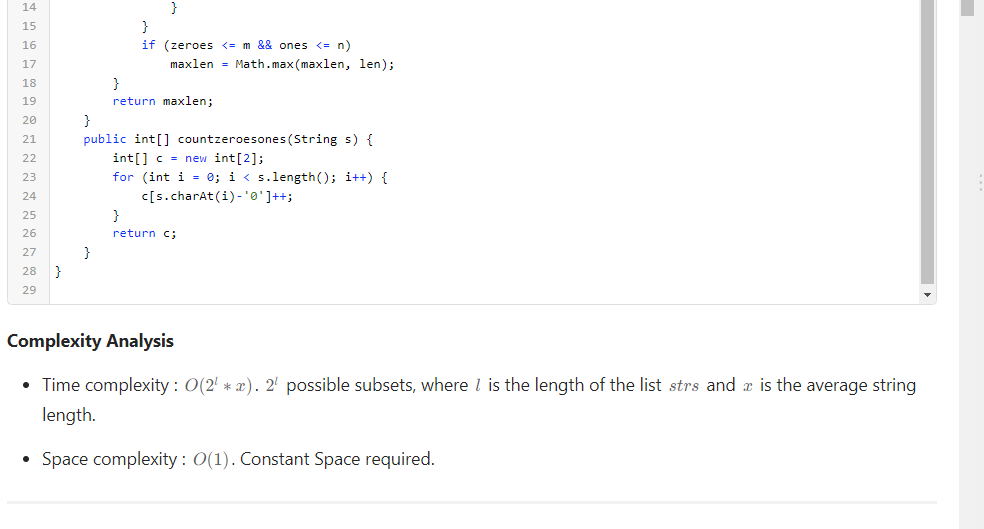 14                }
15            }
16            if (zeroes <= m && ones <= n)
17                maxlen = Math.max(maxlen, len);
18        }
19        return maxlen;
20    }
21    public int[] countzeroesones(String s) {
22        int[] c = new int[2];
23        for (int i = 0; i < s.length(); i++) {
24            c[s.charAt(i)-'0']++;
25        }
26        return c;
27    }
28 }
29
Complexity Analysis
• Time complexity : O(2^l * x). 2^l possible subsets, where l is the length of the list strs and x is the average string
length.
• Space complexity : O(1). Constant Space required.